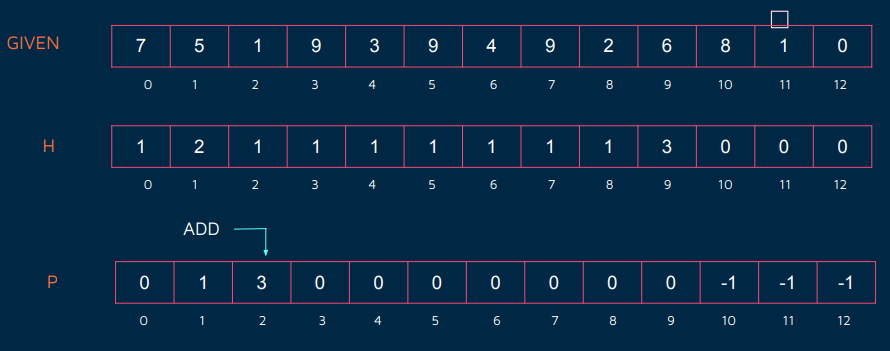 GIVEN 7 5 1 9 3 9 4 9 2 6 8 1 0
0 1 2 3 4 5 6 7 8 9 10 11 12
H 1 2 1 1 1 1 1 1 1 3 0 0 0
0 1 2 3 4 5 6 7 8 9 10 11 12
ADD
P 0 1 3 0 0 0 0 0 0 0 -1 -1 -1
0 1 2 3 4 5 6 7 8 9 10 11 12